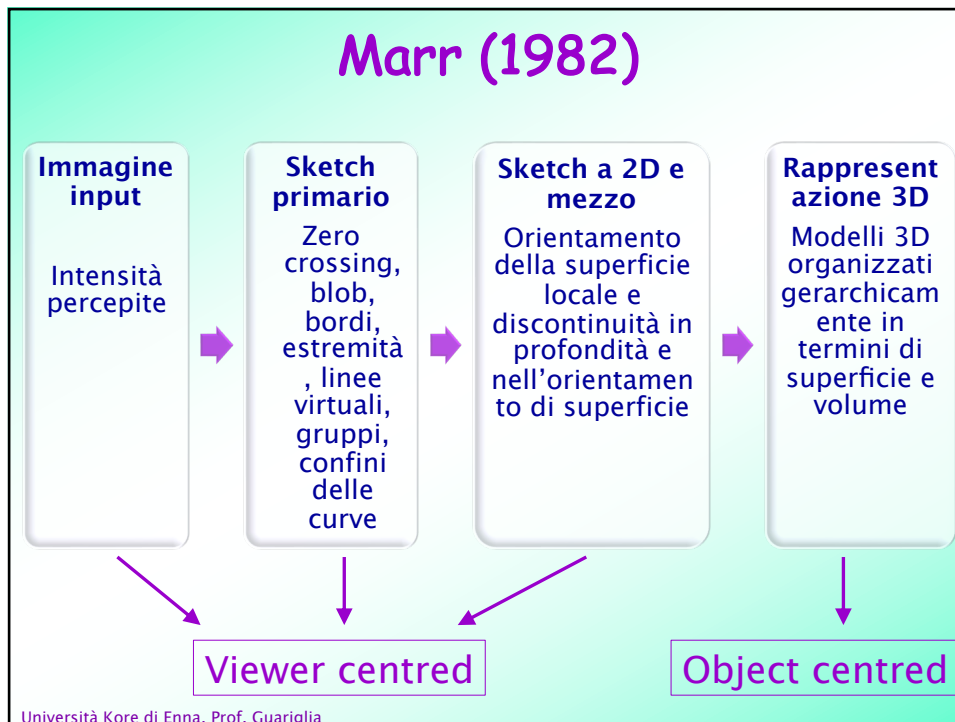 Marr (1982)
Immagine
input
Intensità
percepite
Sketch
primario
Zero
crossing,
blob,
bordi,
estremità
, linee
virtuali,
gruppi,
confini
delle
curve
Sketch a 2D e
mezzo
Orientamento
della superficie
locale e
discontinuità in
profondità e
nell’orientamen
to di superficie
Rappresent
azione 3D
Modelli 3D
organizzati
gerarchicam
ente in
termini di
superficie e
volume
Viewer centred
Object centred
Università Kore di Enna, Prof. Guariglia